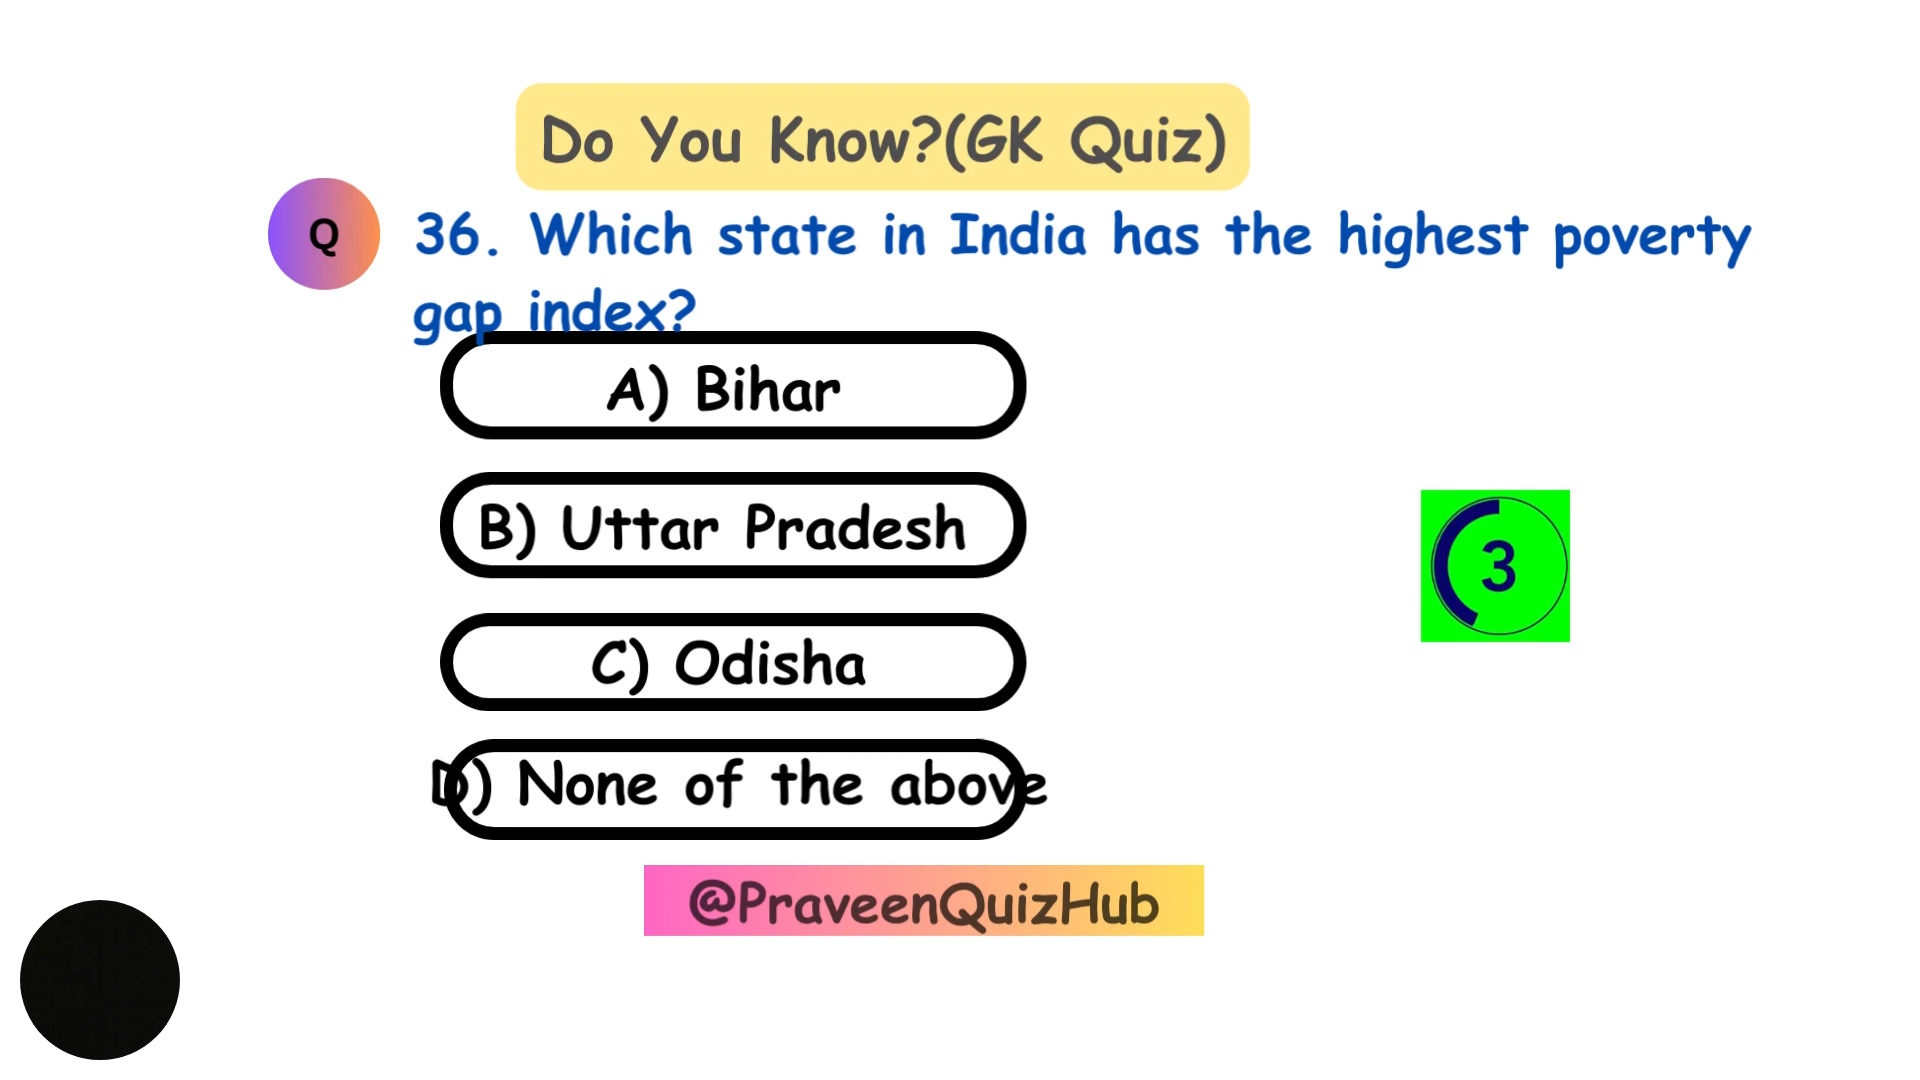 Do You Know?(GK Quiz)
Q
36. Which state in India has the highest poverty
gap index?
A) Bihar
B) Uttar Pradesh
3
C) Odisha
D) None of the above
@PraveenQuizHub